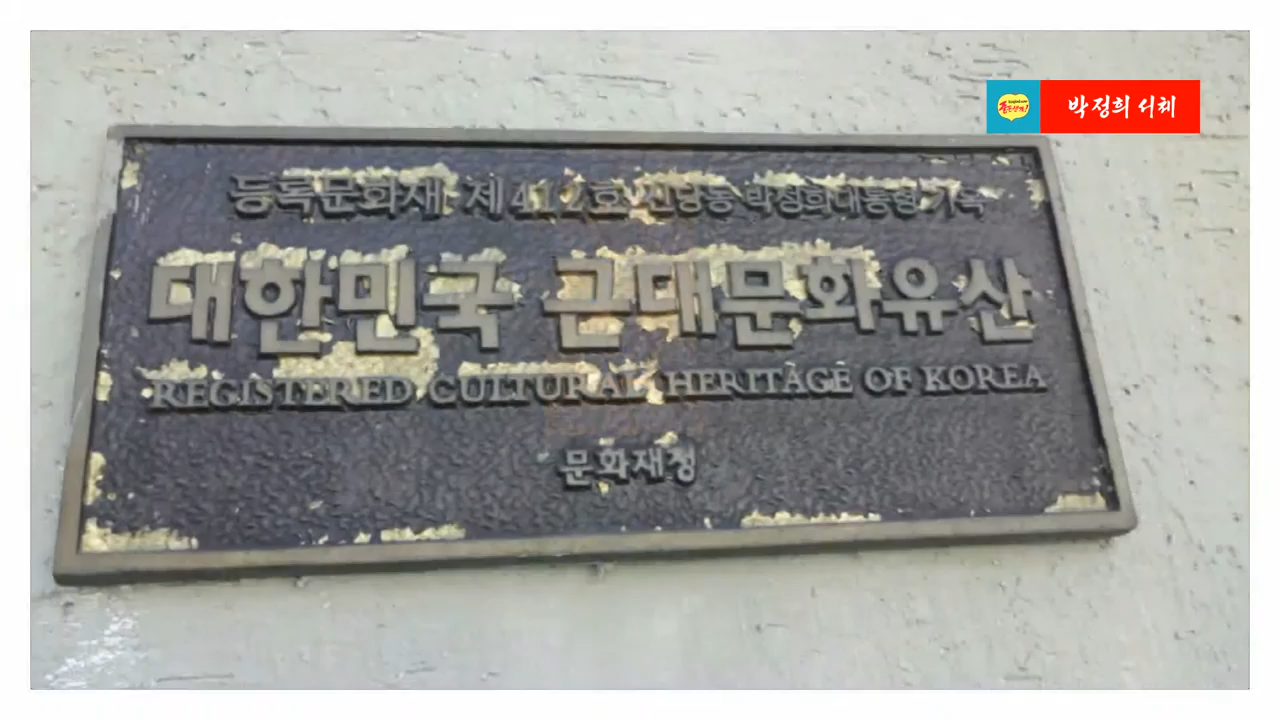 박정희 서체
등록문화재 제412호 신당동 박정희대통령가옥
대한민국 근대문화유산
REGISTERED CULTURAL HERITAGE OF KOREA
문화재청